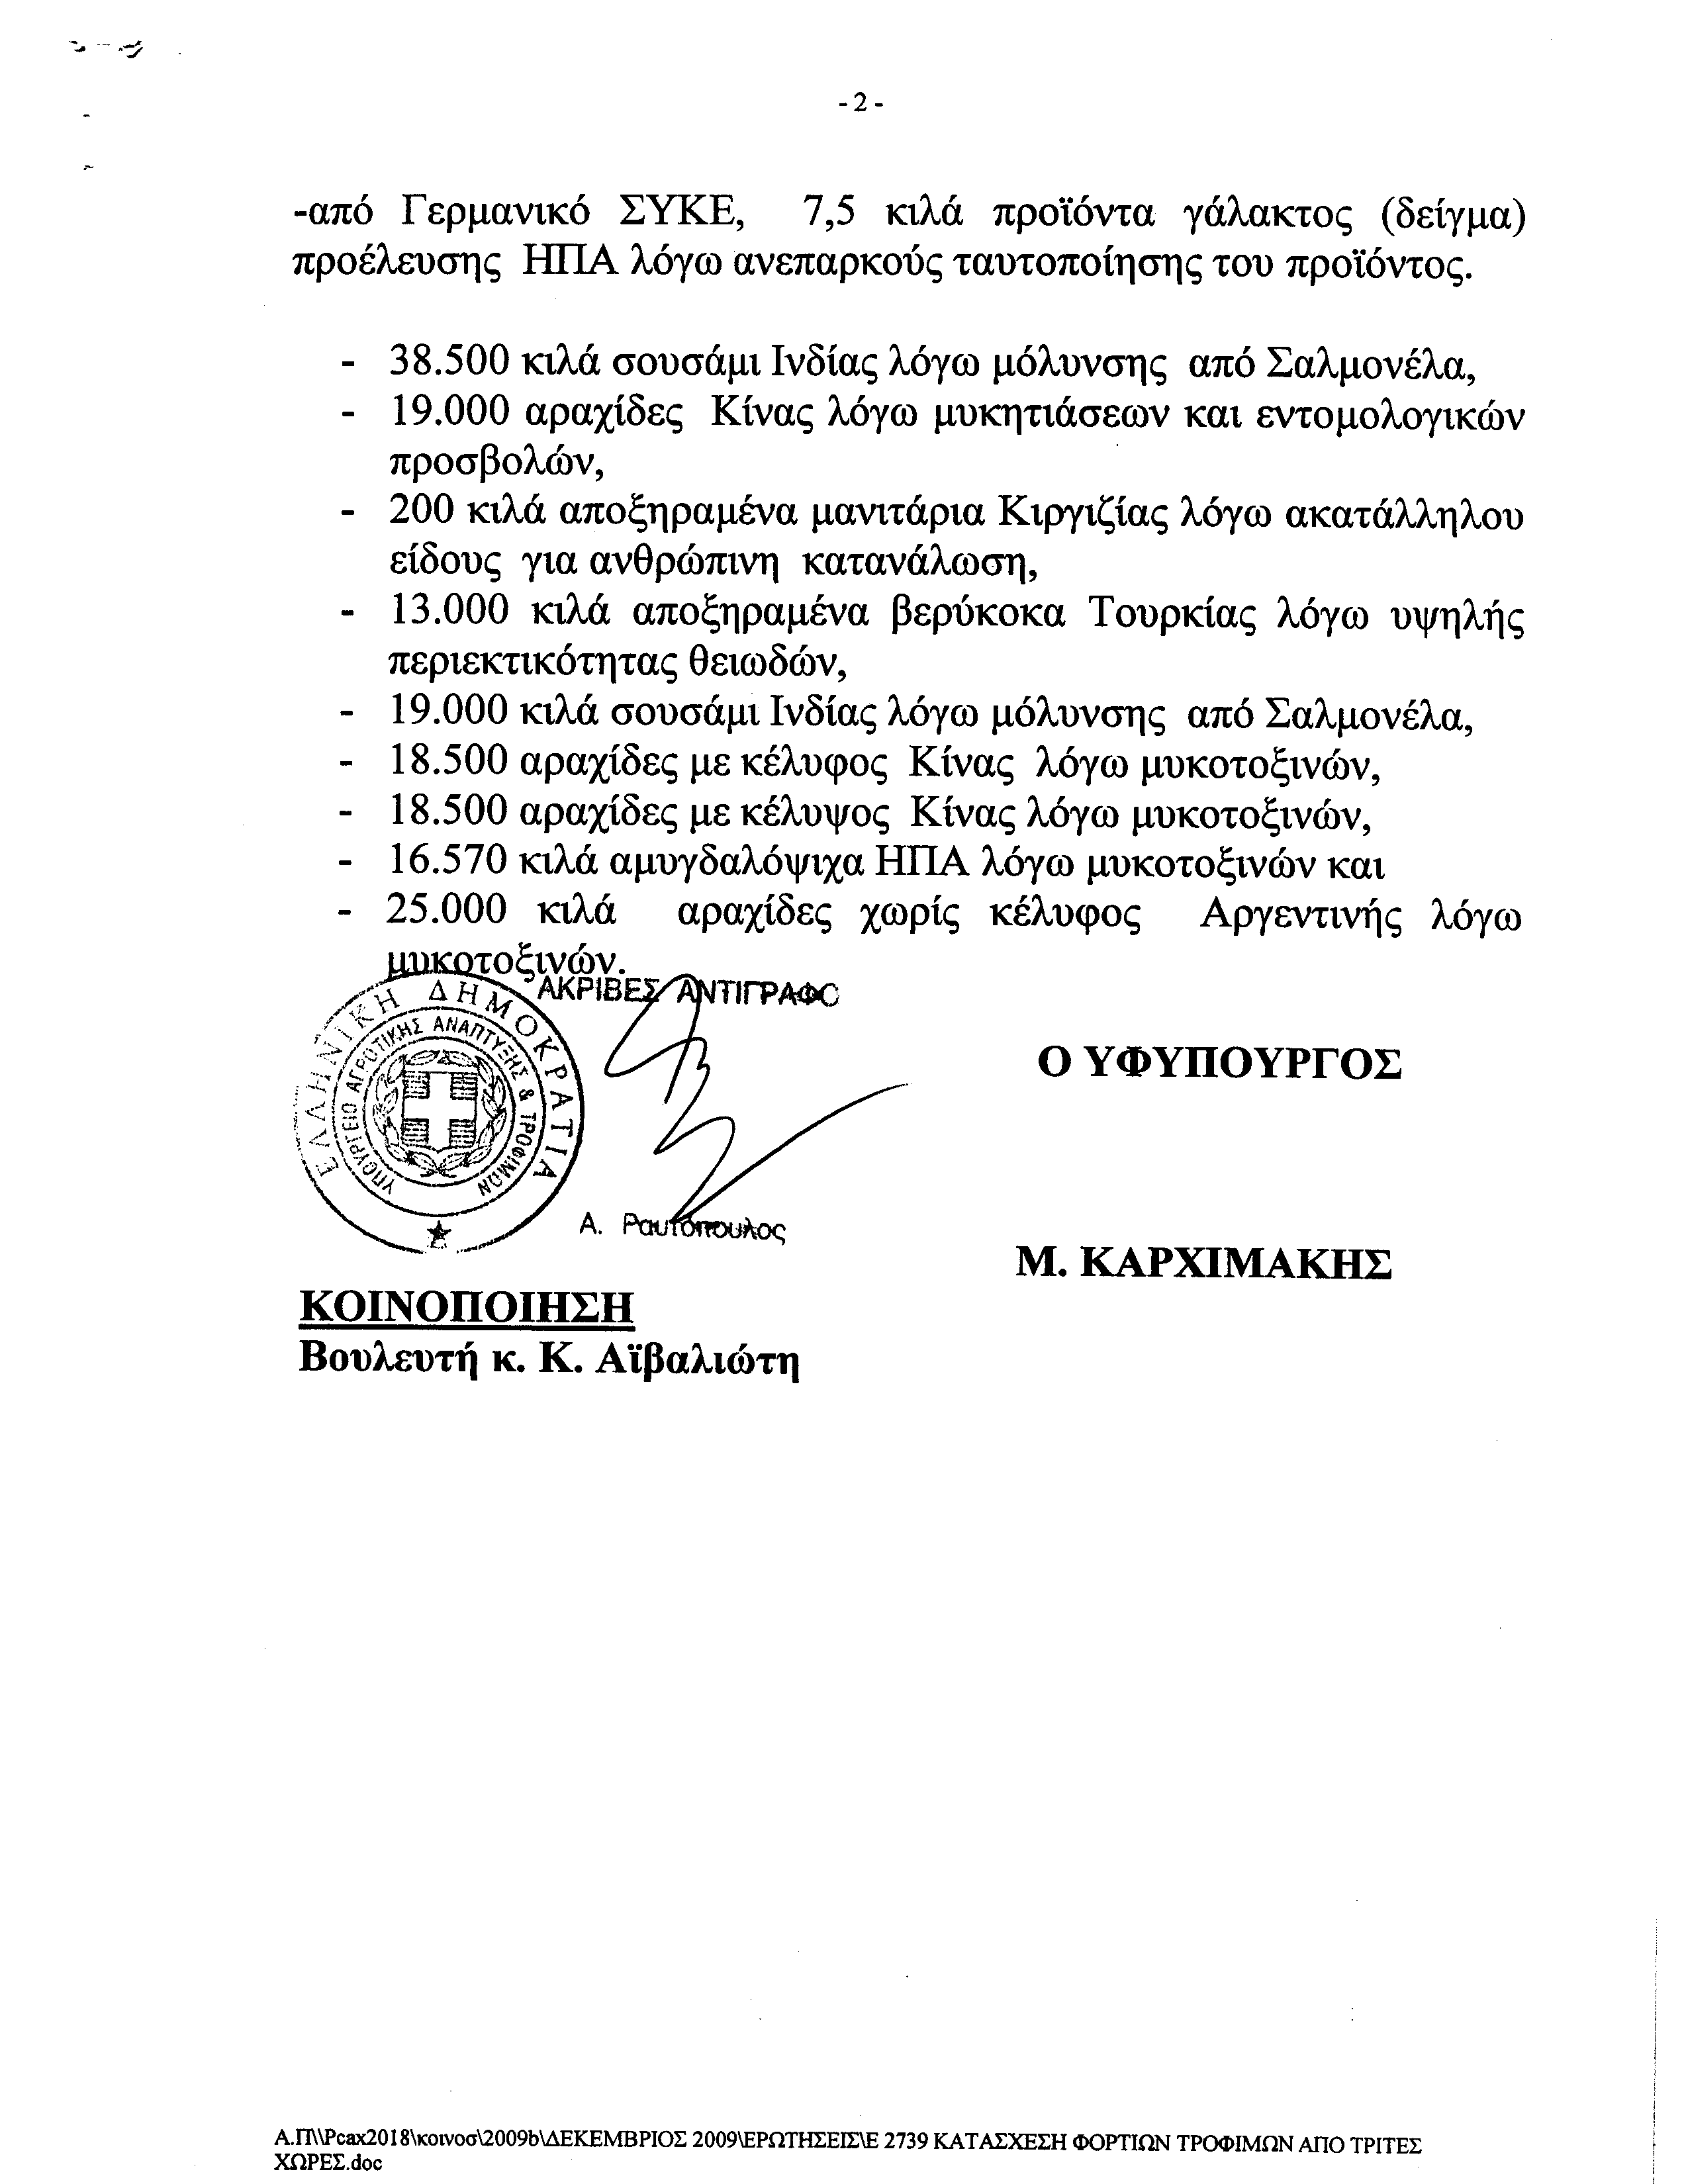 - 2 -
-από Γερμανικό ΣΥΚΕ, 7,5 κιλά προϊόντα γάλακτος (δείγμα)
προέλευσης ΗΠΑ λόγω ανεπαρκούς ταυτοποίησης του προϊόντος.
- 38.500 κιλά σουσάμι Ινδίας λόγω μόλυνσης από Σαλμονέλα,
- 19.000 αραχίδες Κίνας λόγω μυκητιάσεων και εντομολογικών
προσβολών,
- 200 κιλά αποξηραμένα μανιτάρια Κιργιζίας λόγω ακατάλληλου
είδους για ανθρώπινη κατανάλωση,
- 13.000 κιλά αποξηραμένα βερύκοκα Τουρκίας λόγω υψηλής
περιεκτικότητας θειωδών,
- 19.000 κιλά σουσάμι Ινδίας λόγω μόλυνσης από Σαλμονέλα,
- 18.500 αραχίδες με κέλυφος Κίνας λόγω μυκοτοξινών,
- 18.500 αραχίδες με κέλυψος Κίνας λόγω μυκοτοξινών,
- 16.570 κιλά αμυγδαλόψιχα ΗΠΑ λόγω μυκοτοξινών και
- 25.000 κιλά αραχίδες χωρίς κέλυφος Αργεντινής λόγω
μυκοτοξινών.
ΑΚΡΙΒΕΣ ΑΝΤΙΓΡΑΦΟ
ΕΛΛΗΝΙΚΗ ΔΗΜΟΚΡΑΤΙΑ
ΥΠΟΥΡΓΕΙΟ ΑΓΡΟΤΙΚΗΣ ΑΝΑΠΤΥΞΗΣ & ΤΡΟΦΙΜΩΝ
Ο ΥΦΥΠΟΥΡΓΟΣ
Α. Ραυτόπουλος
Μ. ΚΑΡΧΙΜΑΚΗΣ
ΚΟΙΝΟΠΟΙΗΣΗ
Βουλευτή κ. Κ. Αϊβαλιώτη
Α.Π\\Pcax2018\κοινοσ\2009b\ΔΕΚΕΜΒΡΙΟΣ 2009\ΕΡΩΤΗΣΕΙΣ\Ε 2739 ΚΑΤΑΣΧΕΣΗ ΦΟΡΤΙΩΝ ΤΡΟΦΙΜΩΝ ΑΠΟ ΤΡΙΤΕΣ
ΧΩΡΕΣ.doc